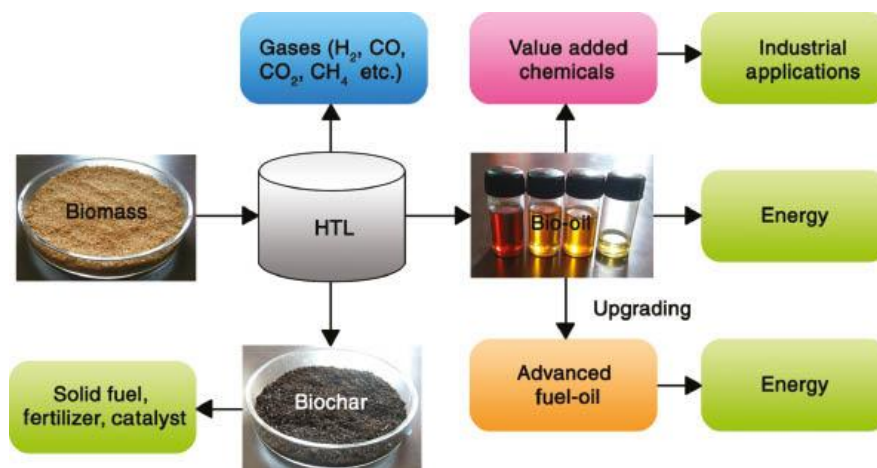 Gases (H₂, CO,
CO₂, CH₄ etc.)
Value added
chemicals
Industrial
applications
Biomass
HTL
Bio-oil
Energy
Upgrading
Solid fuel,
fertilizer, catalyst
Biochar
Advanced
fuel-oil
Energy